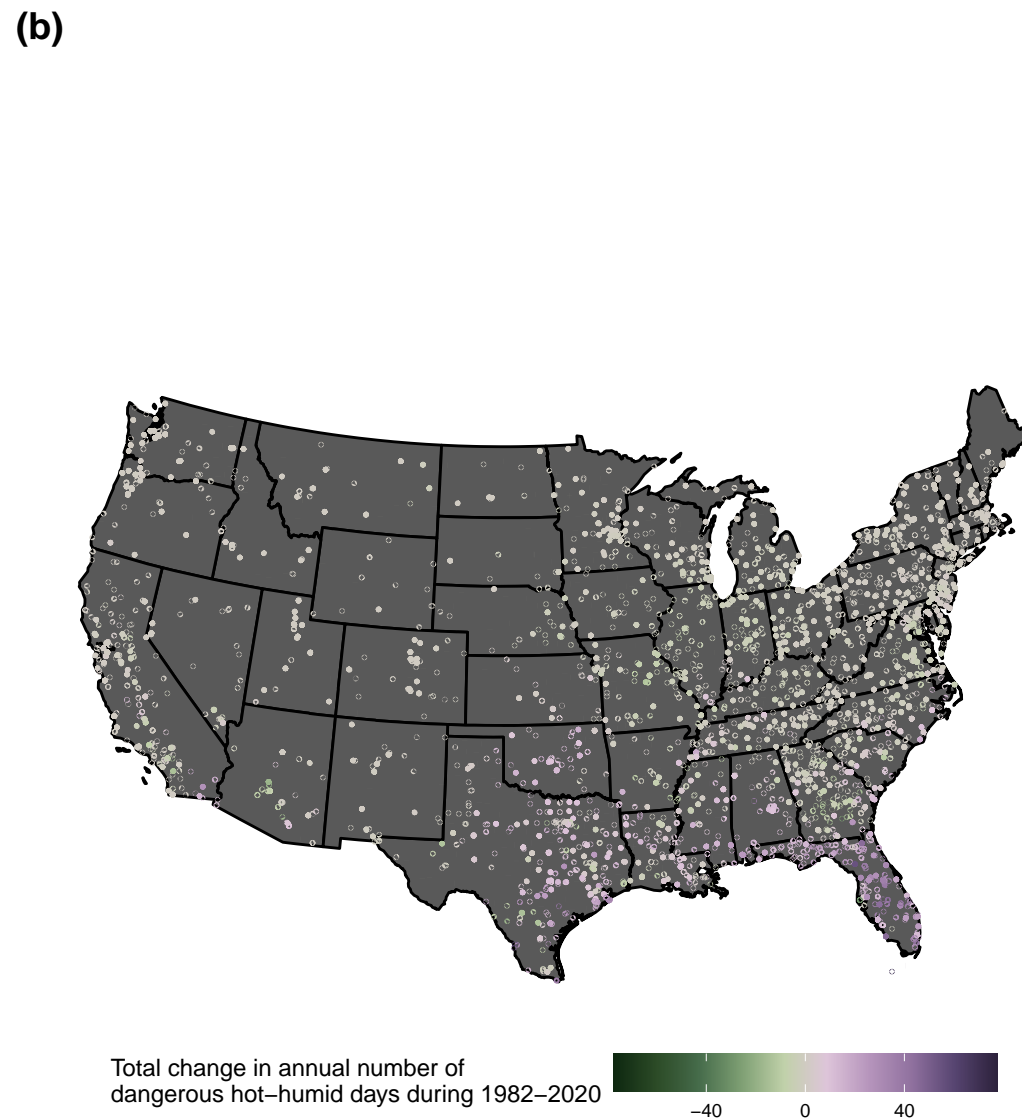 (b)
Total change in annual number of
dangerous hot−humid days during 1982−2020
−40 0 40